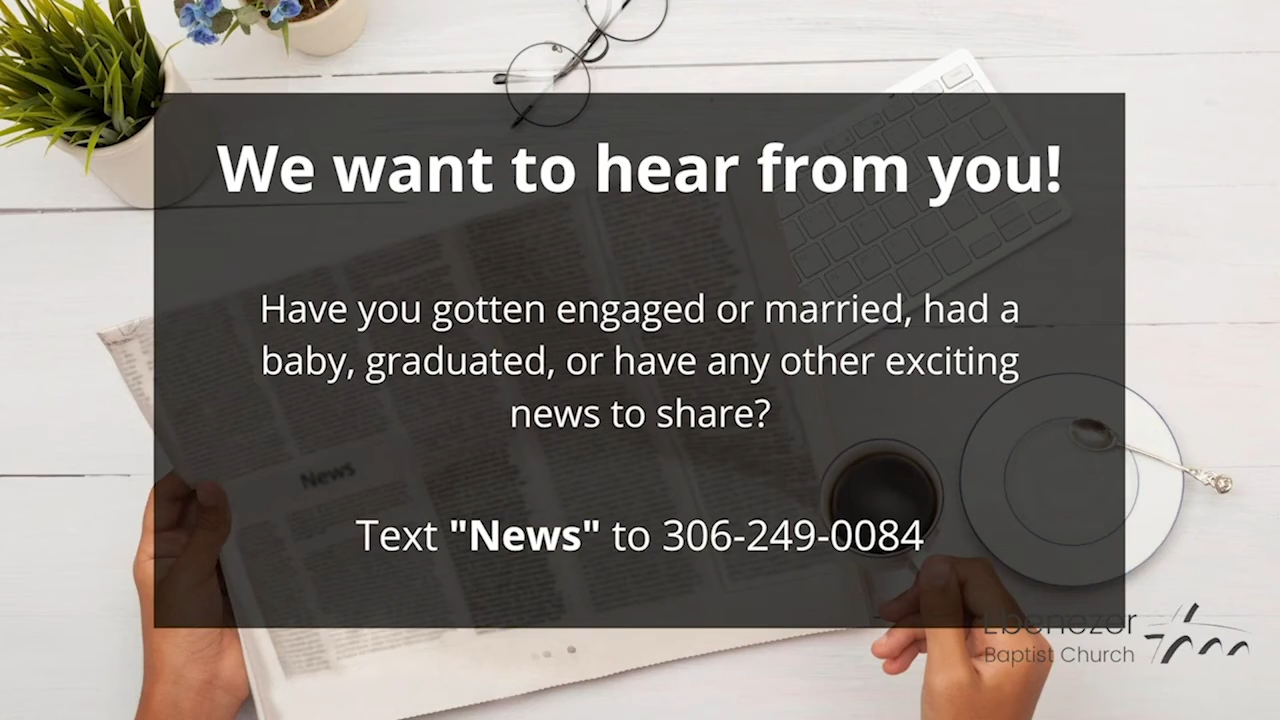 We want to hear from you!
Have you gotten engaged or married, had a
baby, graduated, or have any other exciting
news to share?
News
Text "News" to 306-249-0084
Ebenezer
Baptist Church